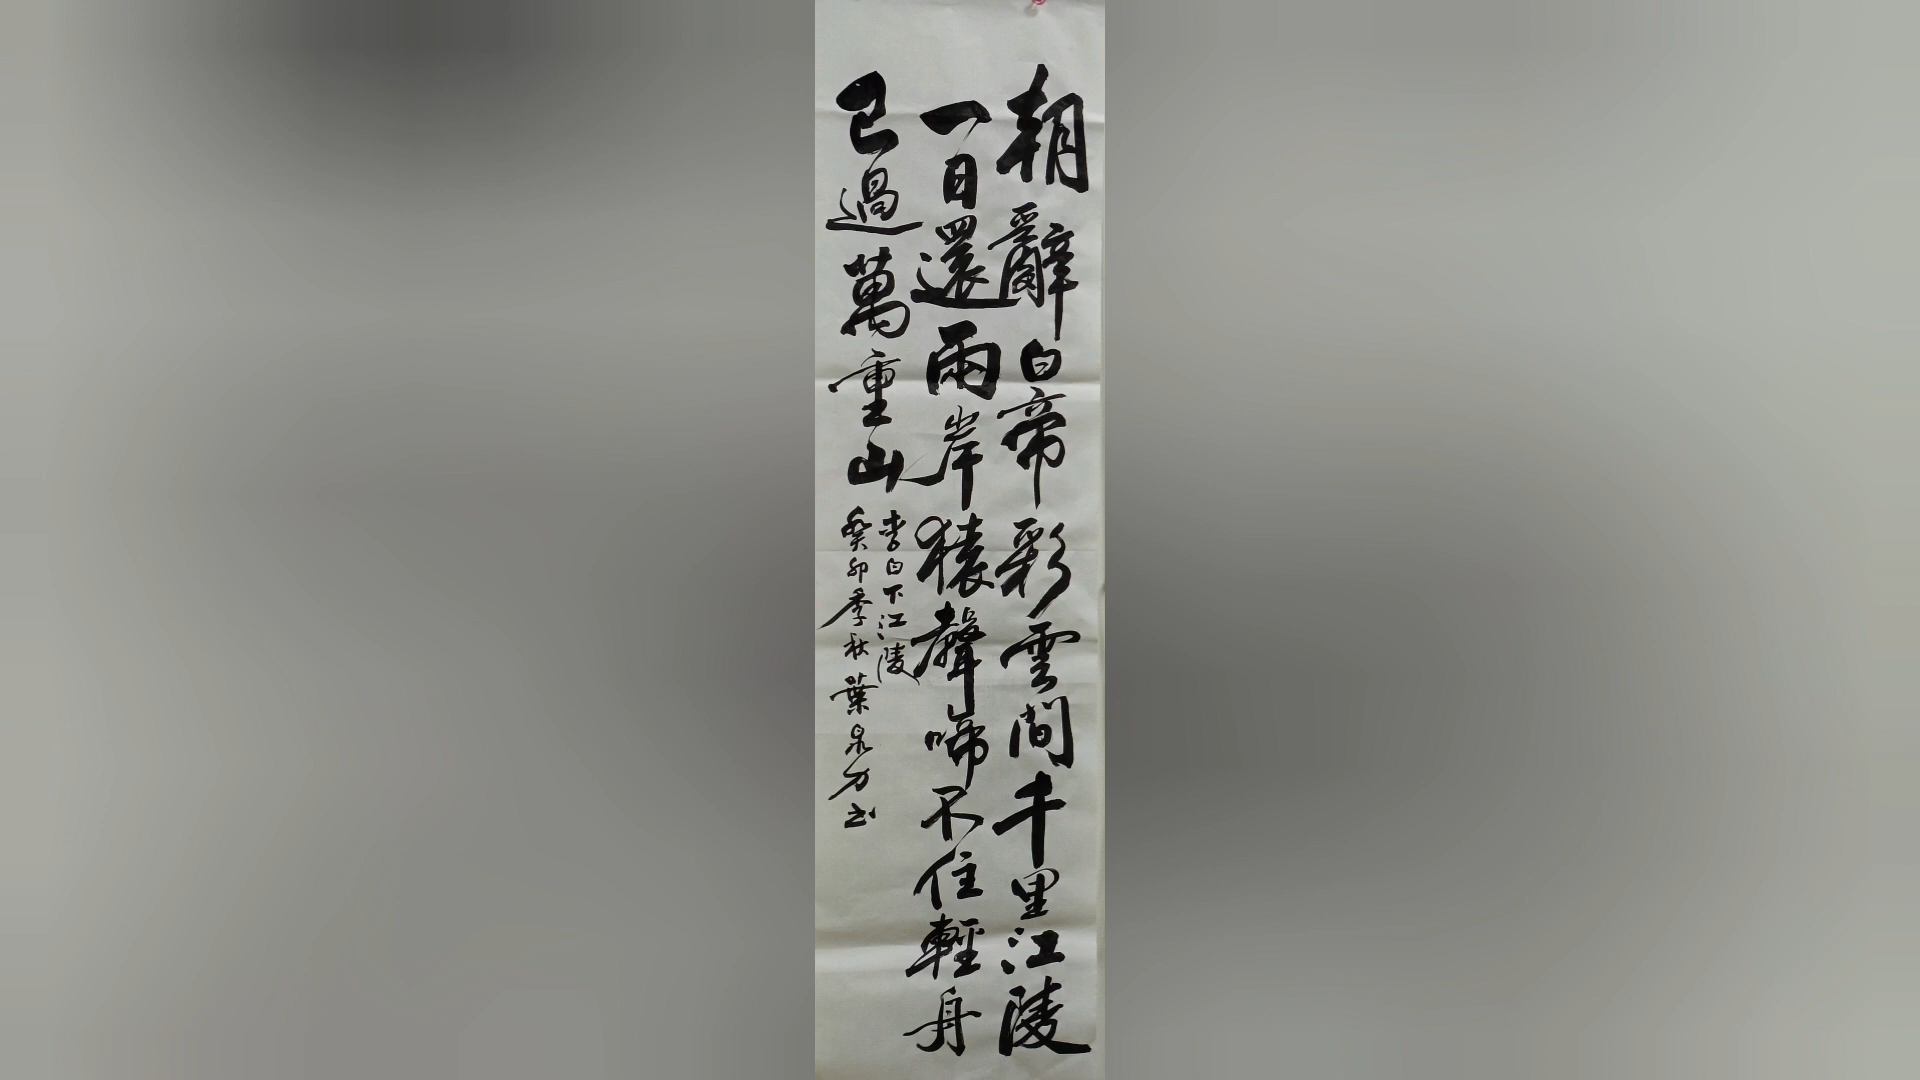 朝辭白帝彩雲間千里江陵
一日還兩岸猿聲啼不住輕舟
已過萬重山
李白下江陵
癸卯季秋葉泉力书